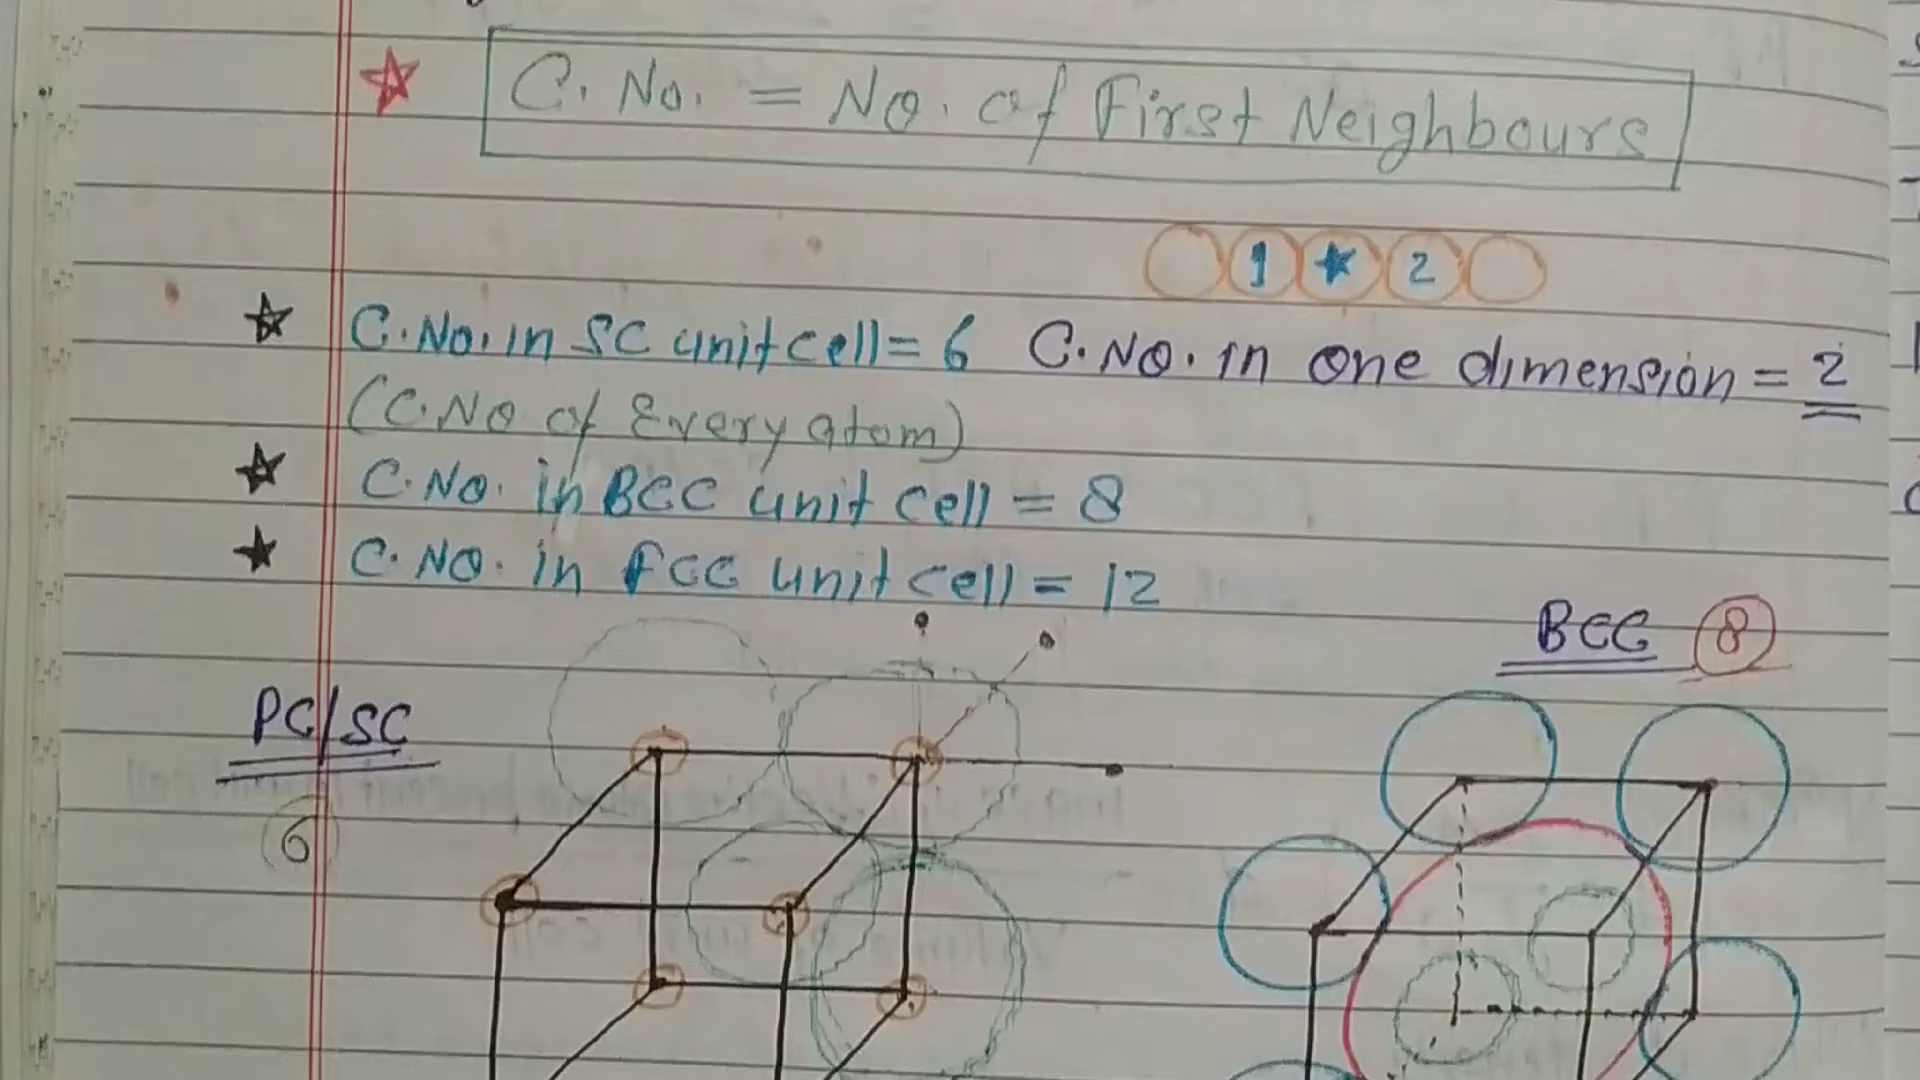 C. No. = No. of First Neighbours
1 2
C. No. in SC unit cell = 6 C. No. in one dimension = 2
(C. No of Every atom)
C. No. in BCC unit cell = 8
C. No. in FCC unit cell = 12
BCC 8
PC/SC
6